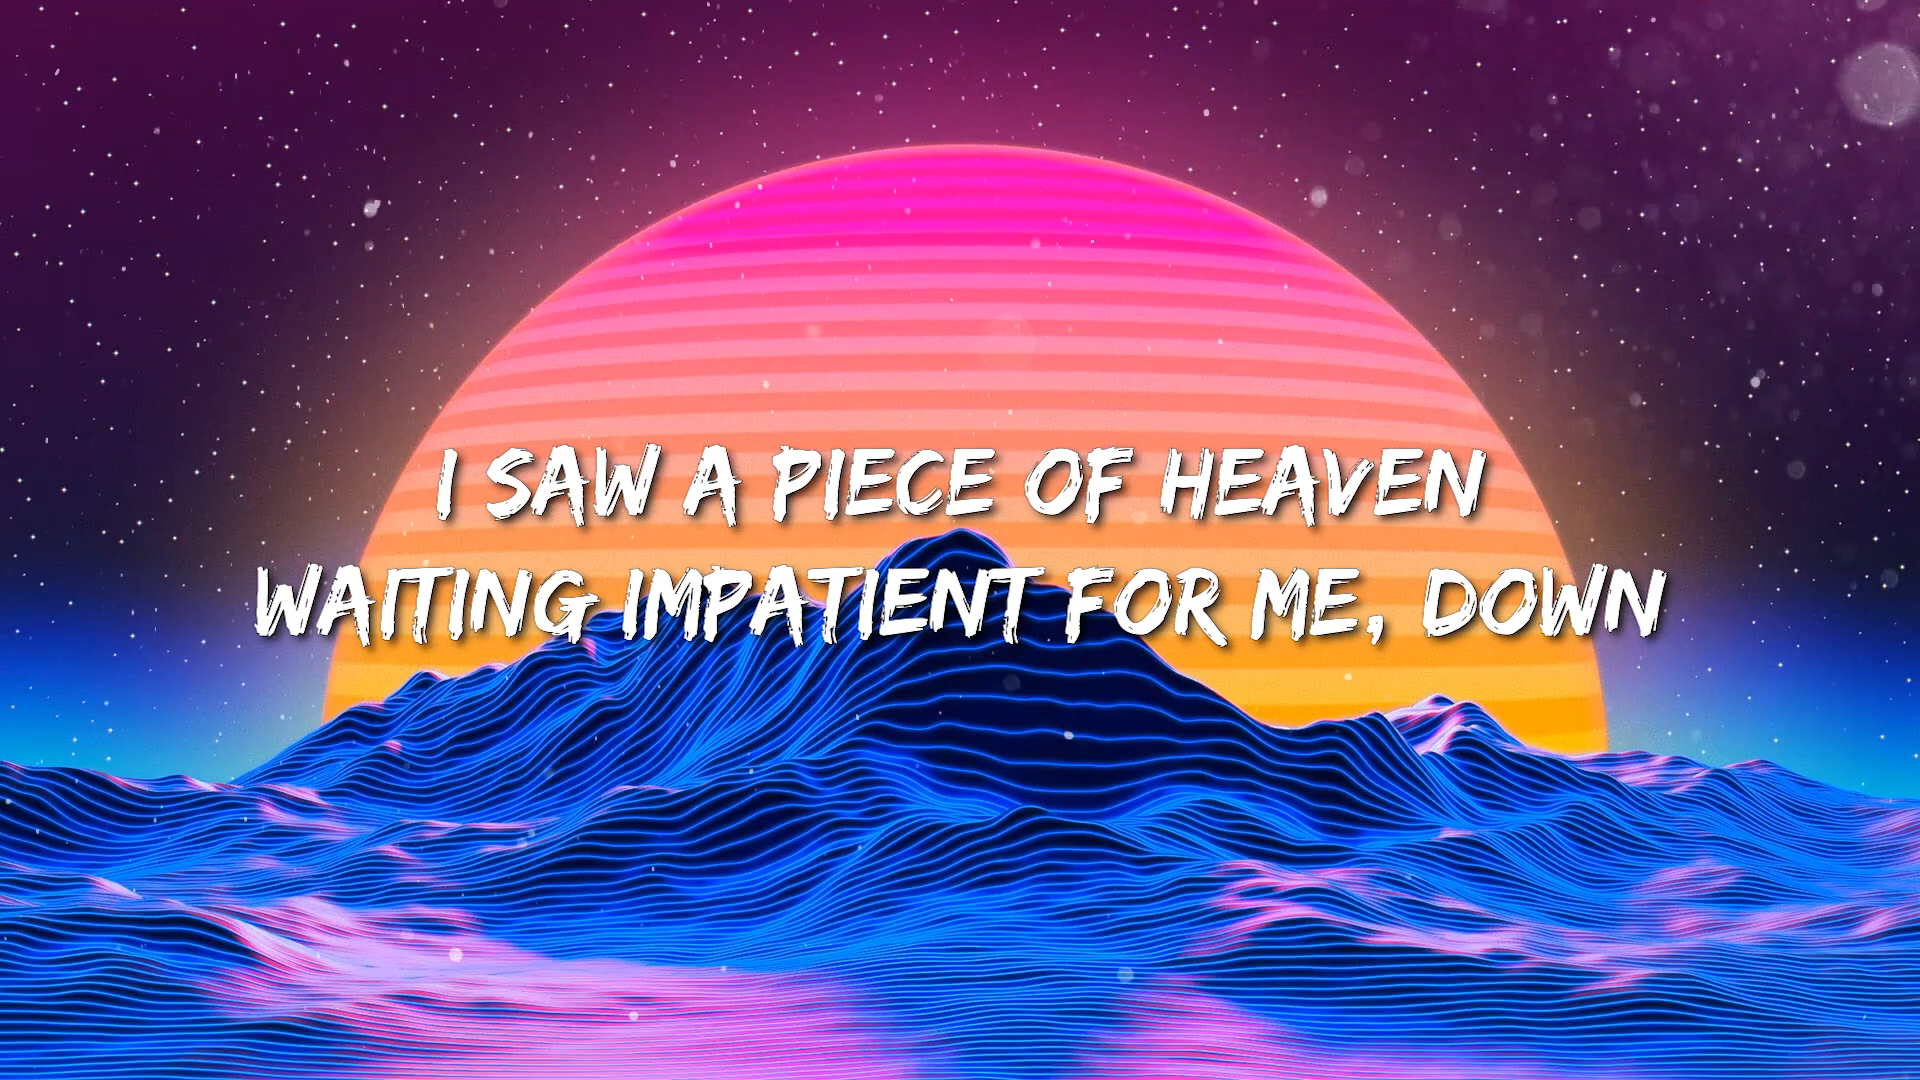 I SAW A PIECE OF HEAVEN
WAITING IMPATIENT FOR ME, DOWN